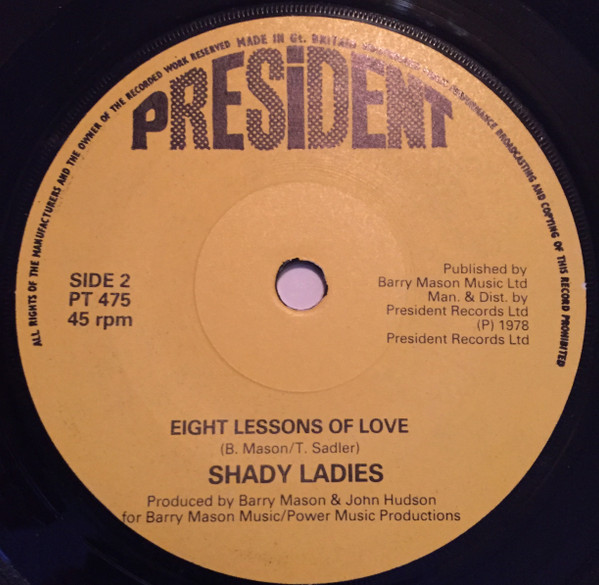 ALL RIGHTS OF THE MANUFACTURERS AND THE OWNER OF THE RECORDED WORK RESERVED MADE IN Gt. BRITAIN BROADCASTING AND COPYING OF THIS RECORD PROHIBITED
PRESiDENT
SIDE 2
PT 475
45 rpm
Published by
Barry Mason Music Ltd
Man. & Dist. by
President Records Ltd
(P) 1978
President Records Ltd
EIGHT LESSONS OF LOVE
(B. Mason/T. Sadler)
SHADY LADIES
Produced by Barry Mason & John Hudson
for Barry Mason Music/Power Music Productions